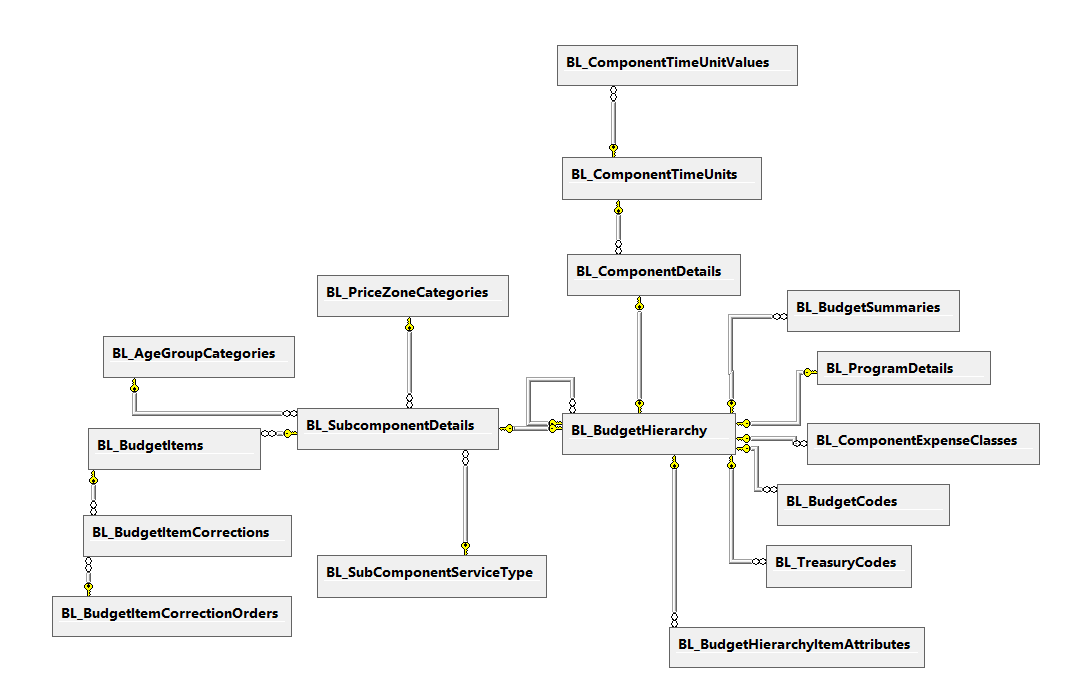 BL_ComponentTimeUnitValues
BL_ComponentTimeUnits
BL_ComponentDetails
BL_PriceZoneCategories
BL_BudgetSummaries
BL_AgeGroupCategories
BL_ProgramDetails
BL_SubcomponentDetails
BL_BudgetHierarchy
BL_ComponentExpenseClasses
BL_BudgetItems
BL_BudgetCodes
BL_BudgetItemCorrections
BL_TreasuryCodes
BL_SubComponentServiceType
BL_BudgetItemCorrectionOrders
BL_BudgetHierarchyItemAttributes